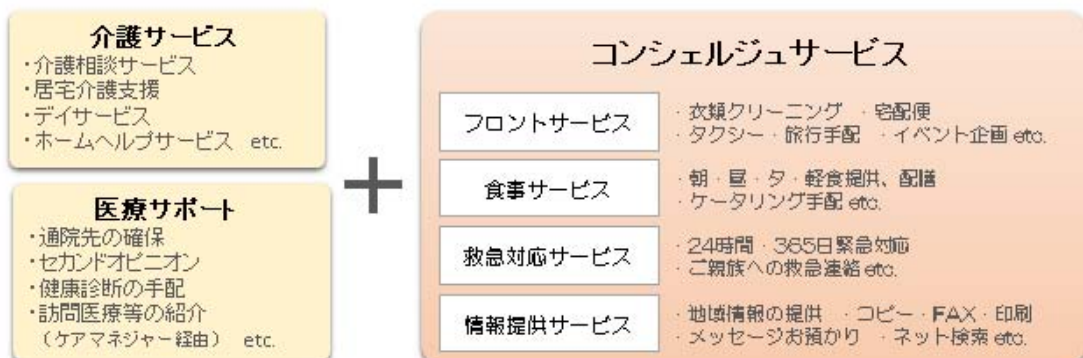 介護サービス
・介護相談サービス
・居宅介護支援
・デイサービス
・ホームヘルプサービス etc.
医療サポート
・通院先の確保
・セカンドオピニオン
・健康診断の手配
・訪問医療等の紹介
（ケアマネジャー経由） etc.
+
コンシェルジュサービス
フロントサービス
・衣類クリーニング ・宅配便
・タクシー・旅行手配 ・イベント企画 etc.
食事サービス
・朝・昼・夕・軽食提供、配膳
・ケータリング手配 etc.
救急対応サービス
・24時間・365日緊急対応
・ご親族への救急連絡 etc.
情報提供サービス
・地域情報の提供 ・コピー・FAX・印刷
・メッセージお預かり ・ネット検索 etc.